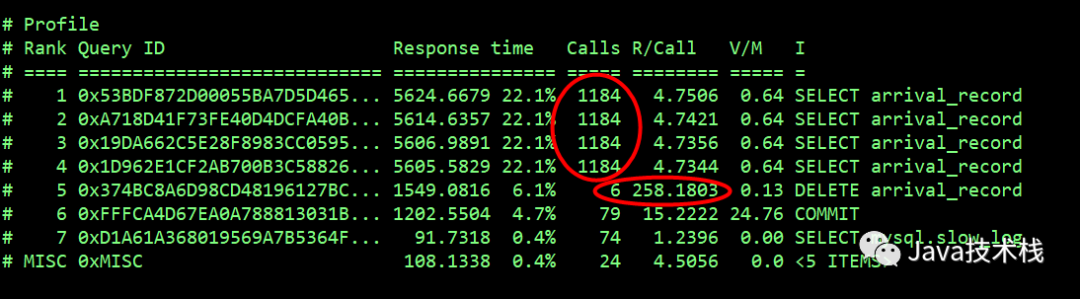 # Profile
# Rank Query ID Response time Calls R/Call V/M I
# ==== ============================= =============== ===== ======== ===== =
# 1 0x53BDF872D00055BA7D5D465... 5624.6679 22.1% 1184 4.7506 0.64 SELECT arrival_record
# 2 0xA718D41F73FE40D4DCFA40B... 5614.6357 22.1% 1184 4.7421 0.64 SELECT arrival_record
# 3 0x19DA662C5E28F8983CC0595... 5606.9891 22.1% 1184 4.7356 0.64 SELECT arrival_record
# 4 0x1D962E1CF2AB700B3C58826... 5605.5829 22.1% 1184 4.7344 0.64 SELECT arrival_record
# 5 0x374BC8A6D98CD48196127BC... 1549.0816 6.1% 6 258.1803 0.13 DELETE arrival_record
# 6 0xFFFCA4D67EA0A788813031B... 1202.5504 4.7% 79 15.2222 24.76 COMMIT
# 7 0xD1A61A368019569A7B5364F... 91.7318 0.4% 74 1.2396 0.00 SELECT mysql.slow_log
# MISC 0xMISC 108.1338 0.4% 24 4.5056 0.0 <5 ITEMS>
Java技术栈